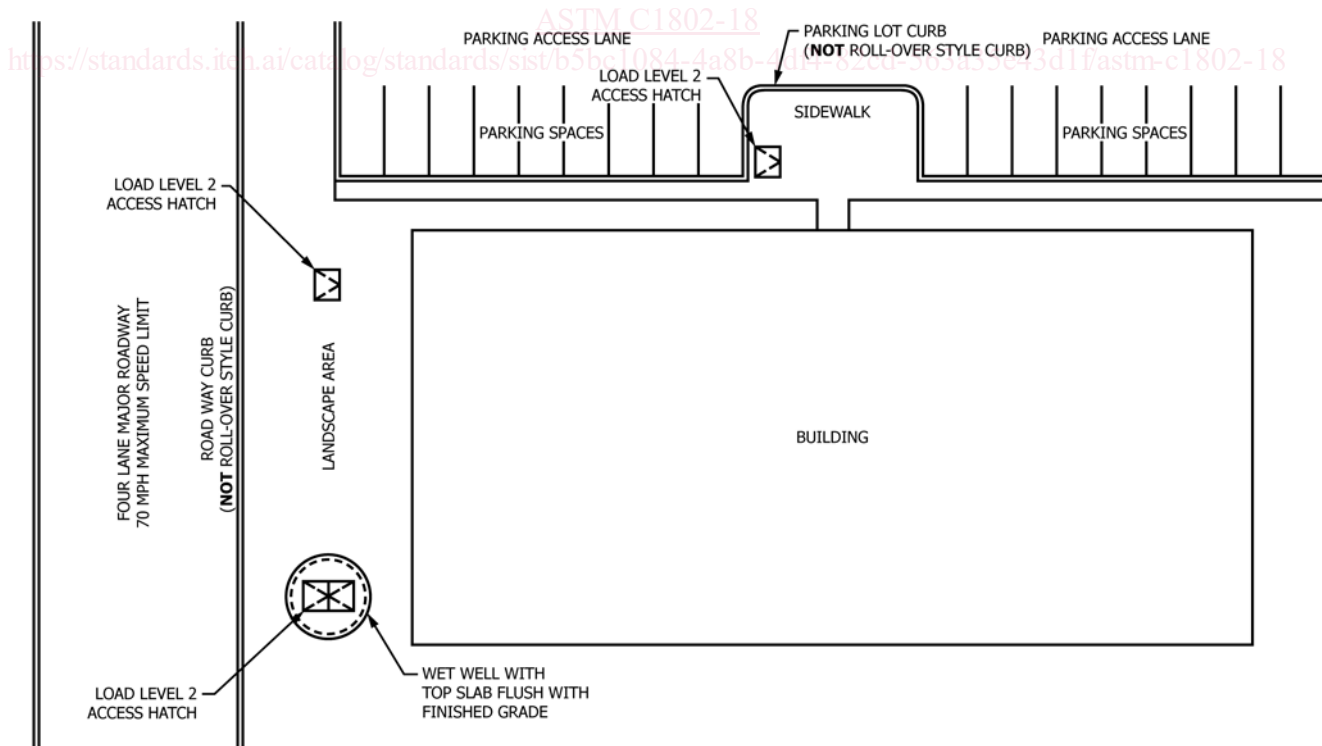 ASTM C1802-18
PARKING ACCESS LANE
PARKING LOT CURB
(NOT ROLL-OVER STYLE CURB)
PARKING ACCESS LANE
LOAD LEVEL 2
ACCESS HATCH
SIDEWALK
PARKING SPACES
PARKING SPACES
LOAD LEVEL 2
ACCESS HATCH
FOUR LANE MAJOR ROADWAY
70 MPH MAXIMUM SPEED LIMIT
ROAD WAY CURB
(NOT ROLL-OVER STYLE CURB)
LANDSCAPE AREA
BUILDING
LOAD LEVEL 2
ACCESS HATCH
WET WELL WITH
TOP SLAB FLUSH WITH
FINISHED GRADE